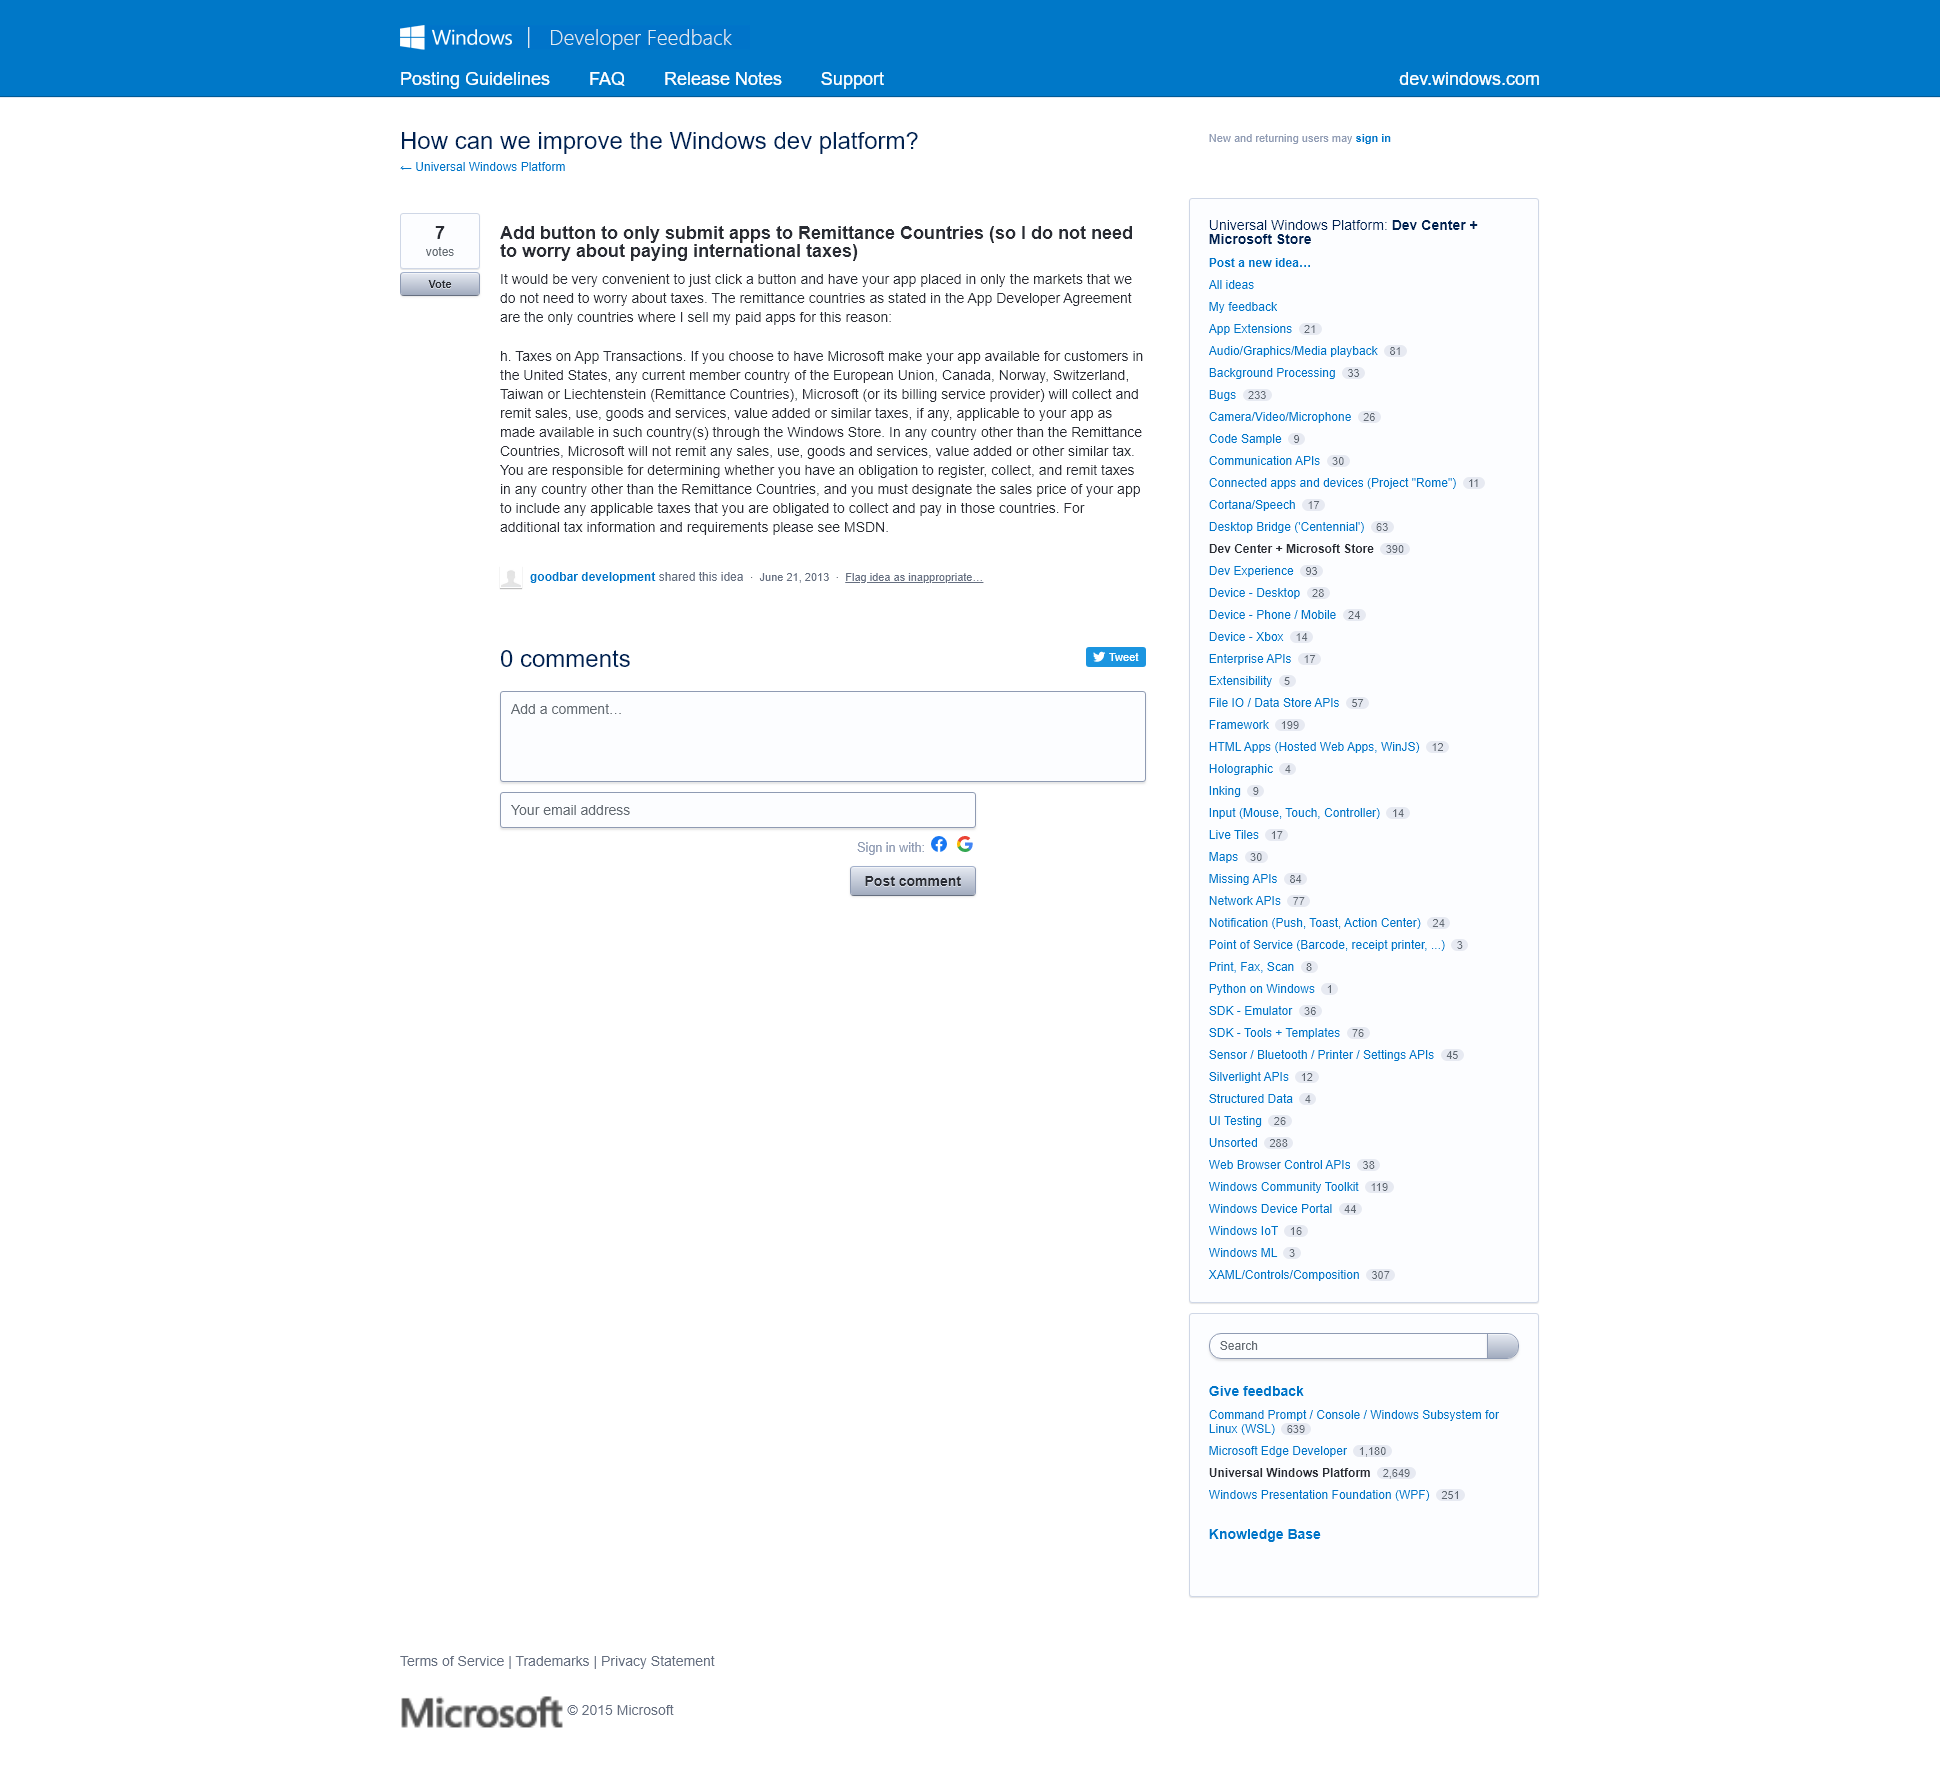 Windows | Developer Feedback
Posting Guidelines FAQ Release Notes Support dev.windows.com
How can we improve the Windows dev platform?
← Universal Windows Platform
New and returning users may sign in
7
votes
Vote
Add button to only submit apps to Remittance Countries (so I do not need
to worry about paying international taxes)
It would be very convenient to just click a button and have your app placed in only the markets that we
do not need to worry about taxes. The remittance countries as stated in the App Developer Agreement
are the only countries where I sell my paid apps for this reason:
h. Taxes on App Transactions. If you choose to have Microsoft make your app available for customers in
the United States, any current member country of the European Union, Canada, Norway, Switzerland,
Taiwan or Liechtenstein (Remittance Countries), Microsoft (or its billing service provider) will collect and
remit sales, use, goods and services, value added or similar taxes, if any, applicable to your app as
made available in such country(s) through the Windows Store. In any country other than the Remittance
Countries, Microsoft will not remit any sales, use, goods and services, value added or other similar tax.
You are responsible for determining whether you have an obligation to register, collect, and remit taxes
in any country other than the Remittance Countries, and you must designate the sales price of your app
to include any applicable taxes that you are obligated to collect and pay in those countries. For
additional tax information and requirements please see MSDN.
goodbar development shared this idea · June 21, 2013 · Flag idea as inappropriate…
0 comments
Tweet
Add a comment…
Your email address
Sign in with:
Post comment
Universal Windows Platform: Dev Center +
Microsoft Store
Post a new idea…
All ideas
My feedback
App Extensions 21
Audio/Graphics/Media playback 81
Background Processing 33
Bugs 233
Camera/Video/Microphone 26
Code Sample 9
Communication APIs 30
Connected apps and devices (Project "Rome") 11
Cortana/Speech 17
Desktop Bridge ('Centennial') 63
Dev Center + Microsoft Store 390
Dev Experience 93
Device - Desktop 28
Device - Phone / Mobile 24
Device - Xbox 14
Enterprise APIs 17
Extensibility 5
File IO / Data Store APIs 57
Framework 199
HTML Apps (Hosted Web Apps, WinJS) 12
Holographic 4
Inking 9
Input (Mouse, Touch, Controller) 14
Live Tiles 17
Maps 30
Missing APIs 84
Network APIs 77
Notification (Push, Toast, Action Center) 24
Point of Service (Barcode, receipt printer, ...) 3
Print, Fax, Scan 8
Python on Windows 1
SDK - Emulator 36
SDK - Tools + Templates 76
Sensor / Bluetooth / Printer / Settings APIs 45
Silverlight APIs 12
Structured Data 4
UI Testing 26
Unsorted 288
Web Browser Control APIs 38
Windows Community Toolkit 119
Windows Device Portal 44
Windows IoT 16
Windows ML 3
XAML/Controls/Composition 307
Search
Give feedback
Command Prompt / Console / Windows Subsystem for
Linux (WSL) 639
Microsoft Edge Developer 1,180
Universal Windows Platform 2,649
Windows Presentation Foundation (WPF) 251
Knowledge Base
Terms of Service | Trademarks | Privacy Statement
Microsoft © 2015 Microsoft